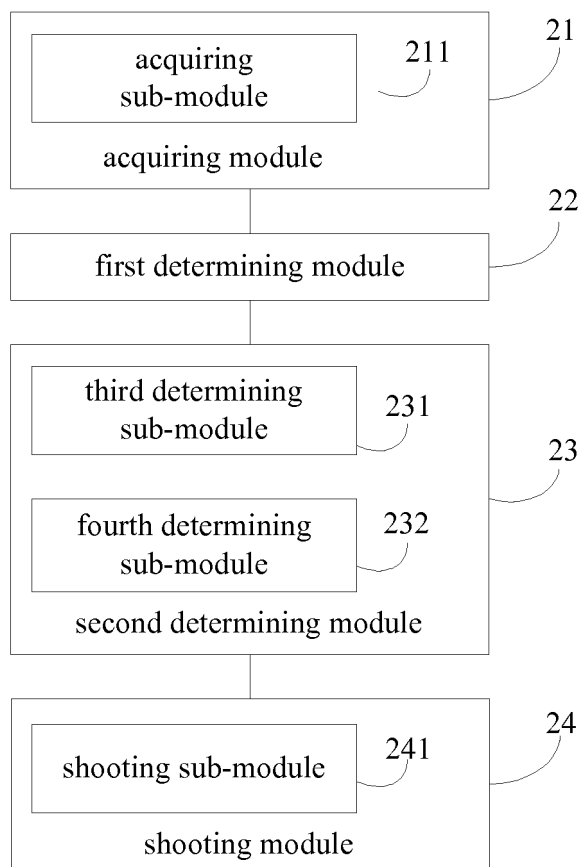 21
acquiring
sub-module
211
acquiring module
22
first determining module
third determining
sub-module
231
23
fourth determining
sub-module
232
second determining module
24
shooting sub-module
241
shooting module